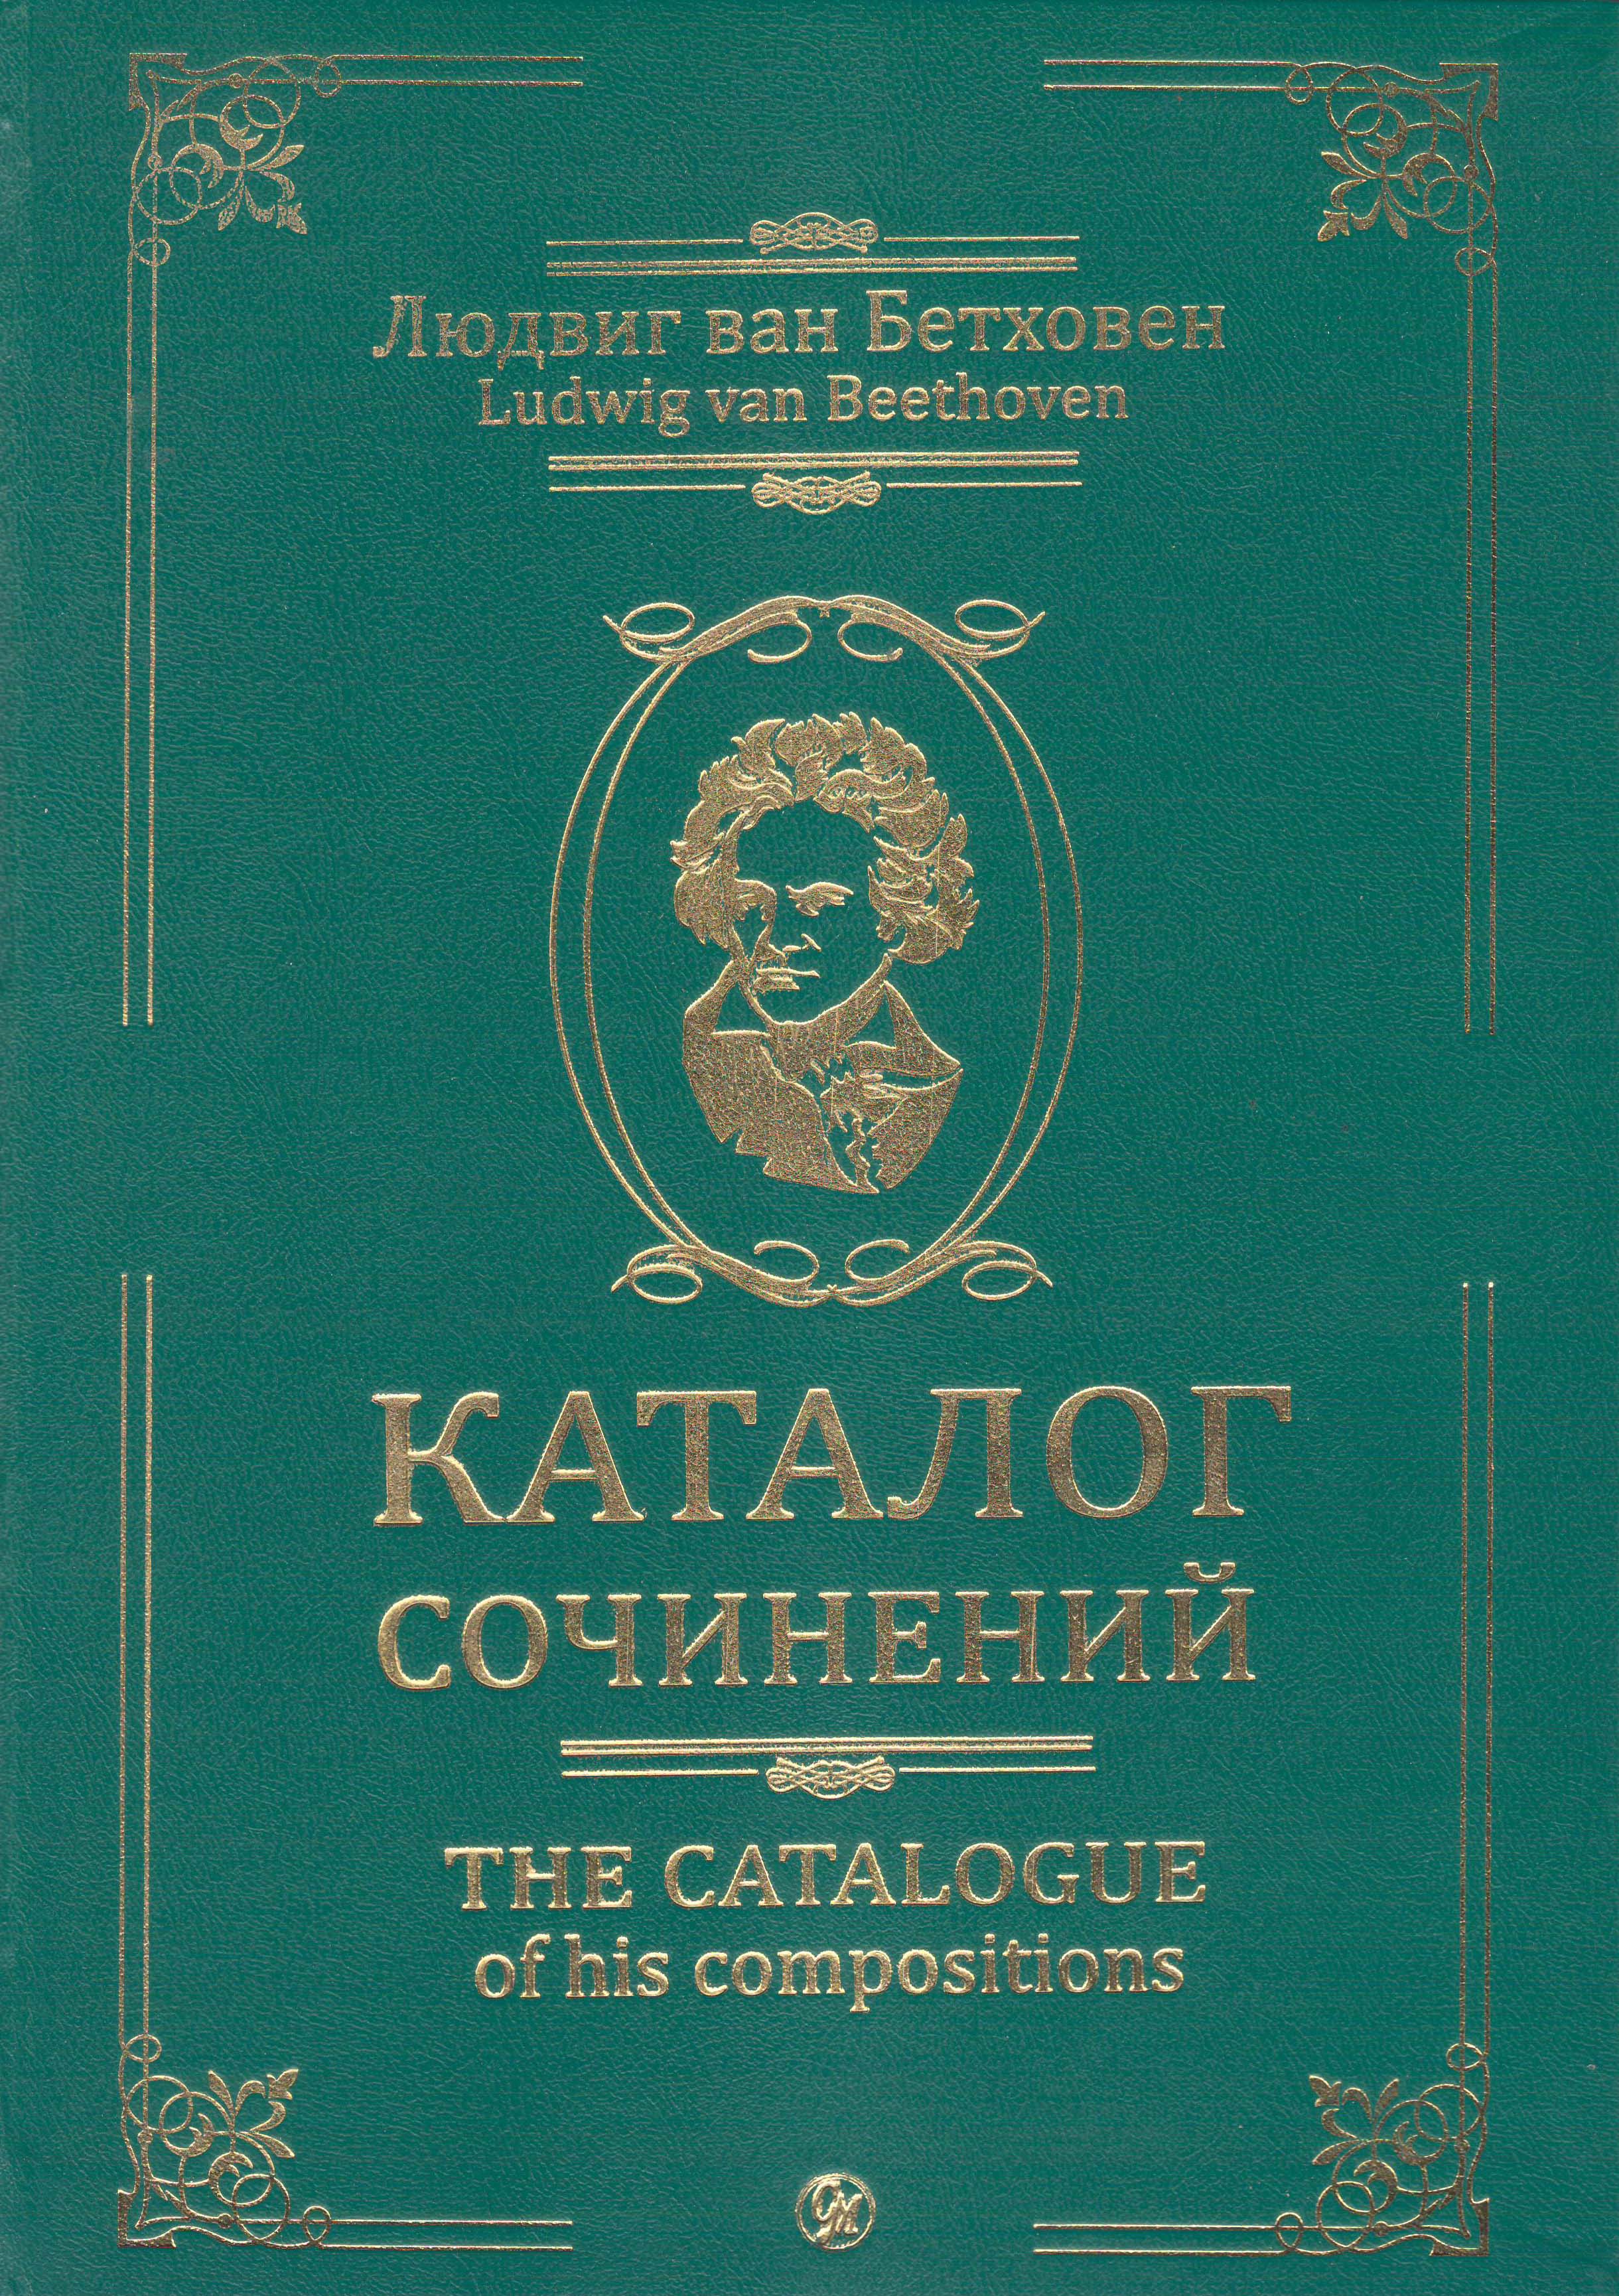 Людвиг ван Бетховен
Ludwig van Beethoven
КАТАЛОГ
СОЧИНЕНИЙ
THE CATALOGUE
of his compositions